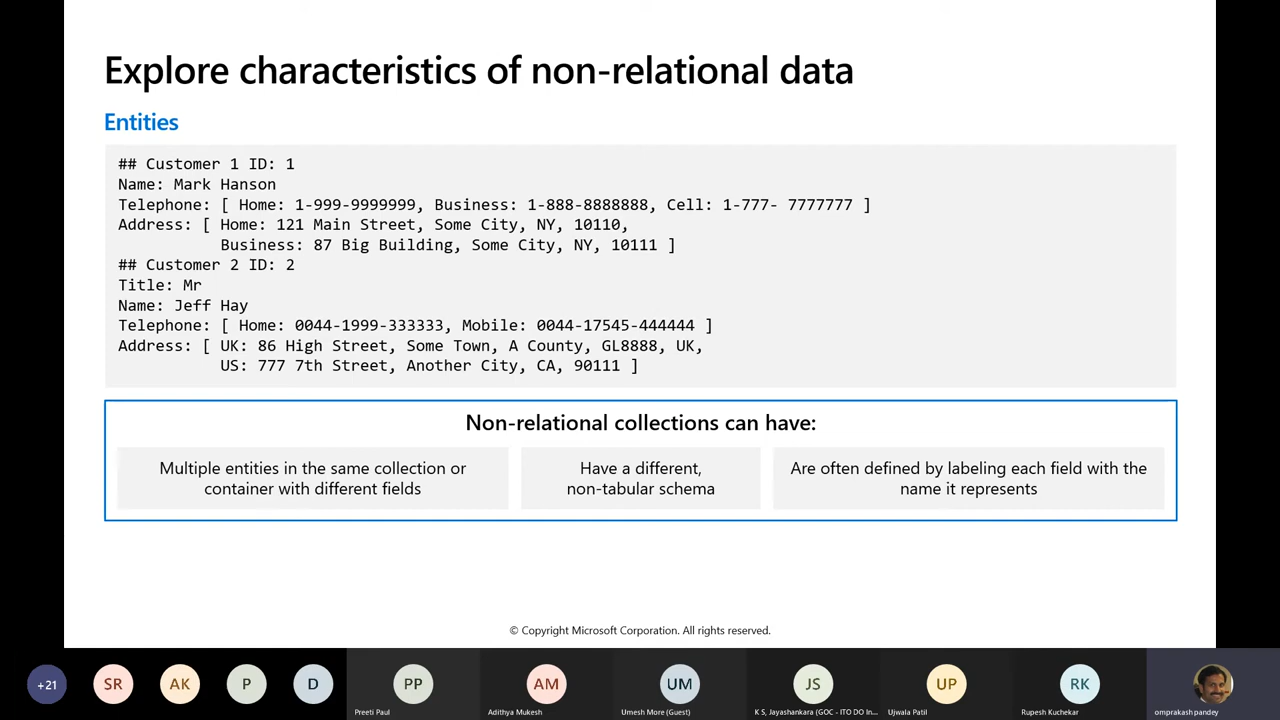 Explore characteristics of non-relational data
Entities
## Customer 1 ID: 1
Name: Mark Hanson
Telephone: [ Home: 1-999-9999999, Business: 1-888-8888888, Cell: 1-777- 7777777 ]
Address: [ Home: 121 Main Street, Some City, NY, 10110,
Business: 87 Big Building, Some City, NY, 10111 ]
## Customer 2 ID: 2
Title: Mr
Name: Jeff Hay
Telephone: [ Home: 0044-1999-333333, Mobile: 0044-17545-444444 ]
Address: [ UK: 86 High Street, Some Town, A County, GL8888, UK,
US: 777 7th Street, Another City, CA, 90111 ]
Non-relational collections can have:
Multiple entities in the same collection or
container with different fields
Have a different,
non-tabular schema
Are often defined by labeling each field with the
name it represents
© Copyright Microsoft Corporation. All rights reserved.
+21 SR AK P D PP AM UM JS UP RK
Preeti Paul Adithya Mukesh Umesh More (Guest) K S, Jayashankara (GOC - ITO DO In... Ujwala Patil Rupesh Kuchekar omprakash pandey